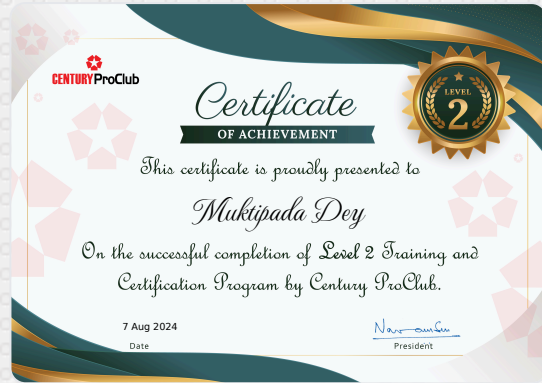 CENTURY ProClub
LEVEL
2
Certificate
OF ACHIEVEMENT
This certificate is proudly presented to
Muktipada Dey
On the successful completion of Level 2 Training and
Certification Program by Century ProClub.
7 Aug 2024
Date
President